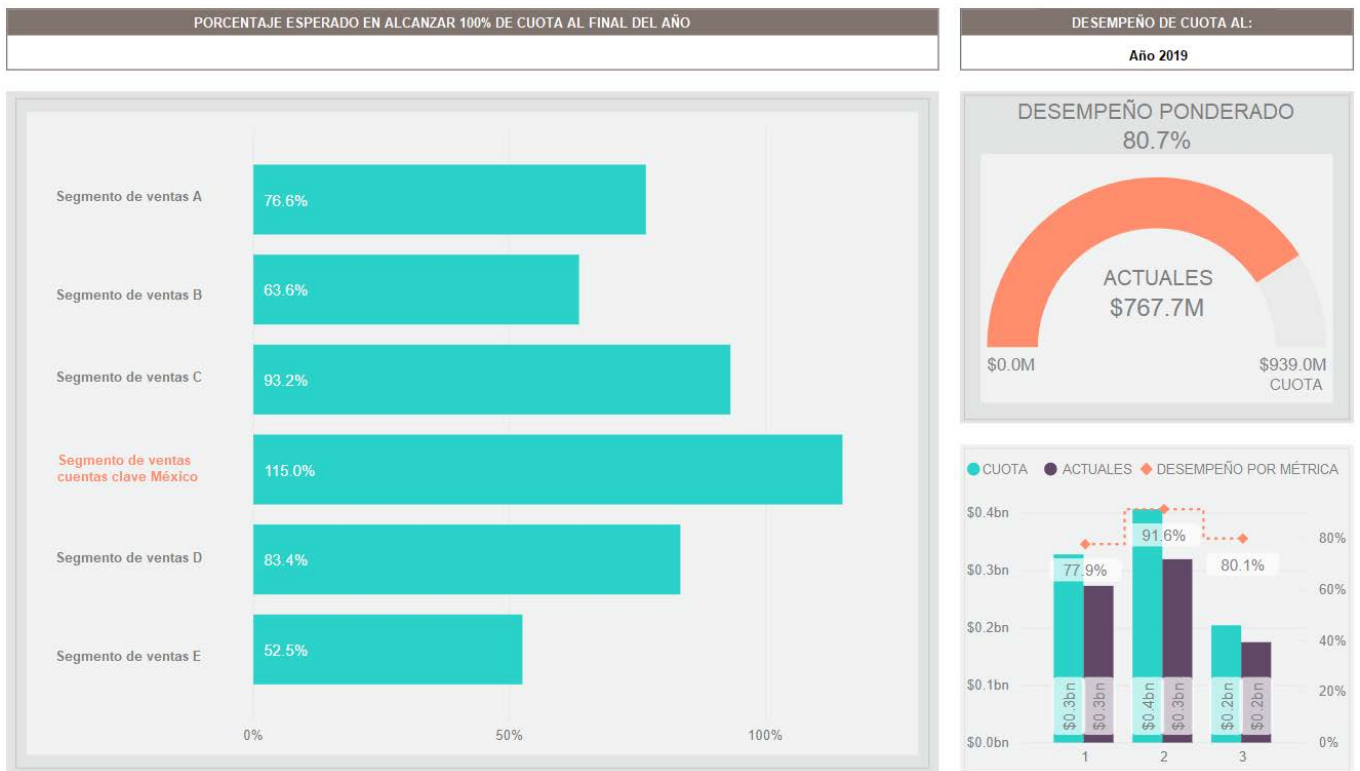 PORCENTAJE ESPERADO EN ALCANZAR 100% DE CUOTA AL FINAL DEL AÑO
Segmento de ventas A
76.6%
Segmento de ventas B
63.6%
Segmento de ventas C
93.2%
Segmento de ventas
cuentas clave México
115.0%
Segmento de ventas D
83.4%
Segmento de ventas E
52.5%
0%
50%
100%
DESEMPEÑO DE CUOTA AL:
Año 2019
DESEMPEÑO PONDERADO
80.7%
ACTUALES
$767.7M
$0.0M
$939.0M
CUOTA
CUOTA ACTUALES DESEMPEÑO POR MÉTRICA
$0.4bn
$0.3bn
$0.2bn
$0.1bn
$0.0bn
77.9%
91.6%
80.1%
80%
60%
40%
20%
0%
$0.3bn
$0.3bn
$0.4bn
$0.3bn
$0.2bn
$0.2bn
1 2 3